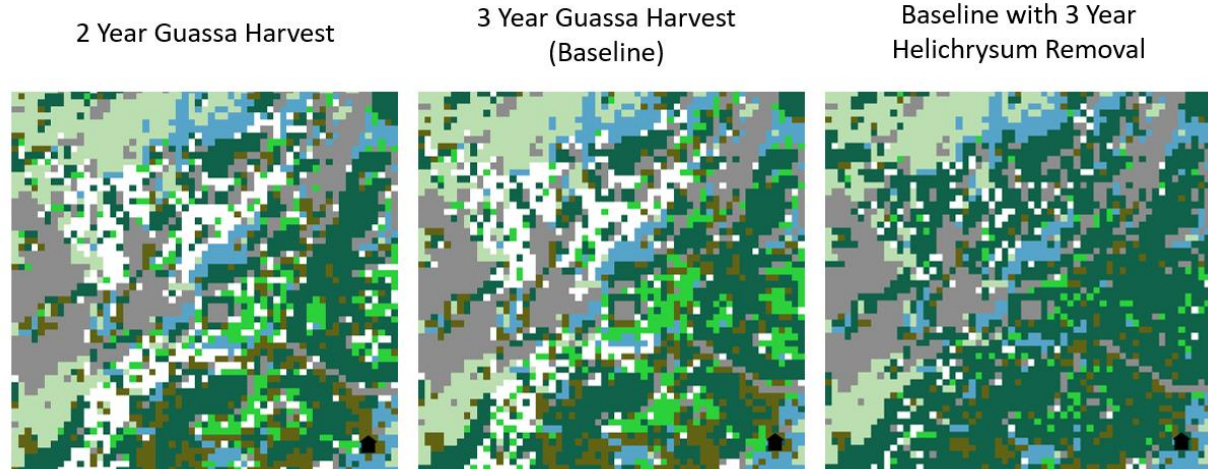 2 Year Guassa Harvest
3 Year Guassa Harvest
(Baseline)
Baseline with 3 Year
Helichrysum Removal